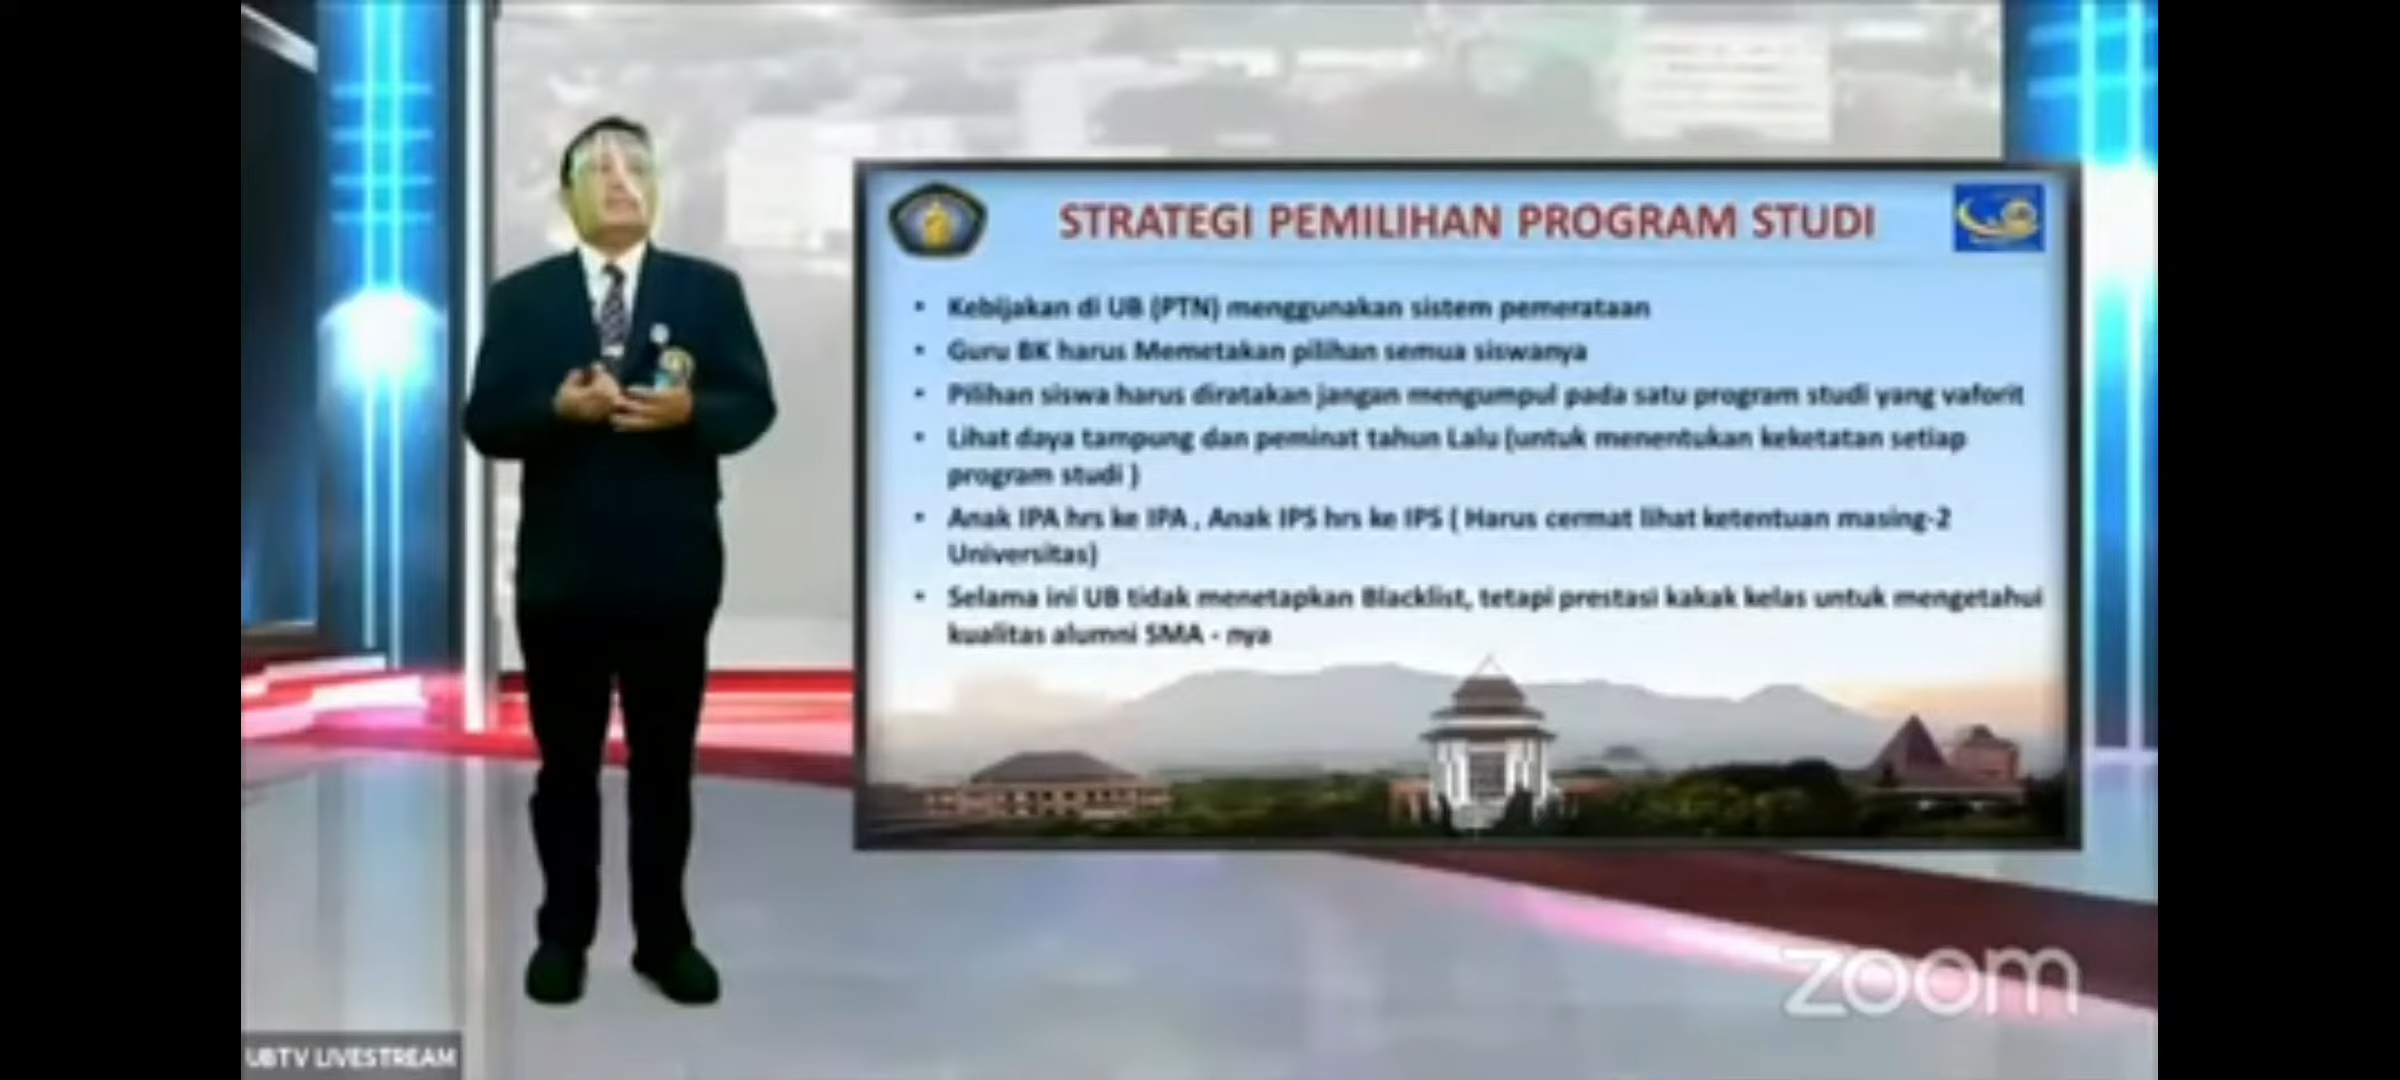 STRATEGI PEMILIHAN PROGRAM STUDI
• Kebijakan di UB (PTN) menggunakan sistem pemerataan
• Guru BK harus Memetakan pilihan semua siswanya
• Pilihan siswa harus diratakan jangan mengumpul pada satu program studi yang vaforit
• Lihat daya tampung dan peminat tahun Lalu (untuk menentukan keketatan setiap
program studi )
• Anak IPA hrs ke IPA , Anak IPS hrs ke IPS ( Harus cermat lihat ketentuan masing-2
Universitas)
• Selama ini UB tidak menetapkan Blacklist, tetapi prestasi kakak kelas untuk mengetahui
kualitas alumni SMA - nya
zoom
UBTV LIVESTREAM